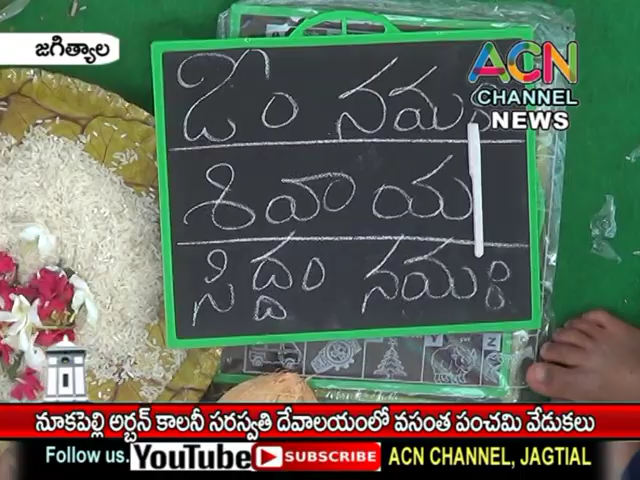 జగిత్యాల
ACN
CHANNEL
NEWS
ఓం నమః
శివాయ
సిద్ధం నమః
నూకపెల్లి అర్బన్ కాలనీ సరస్వతి దేవాలయంలో వసంత పంచమి వేడుకలు
Follow us. YouTube SUBSCRIBE ACN CHANNEL, JAGTIAL